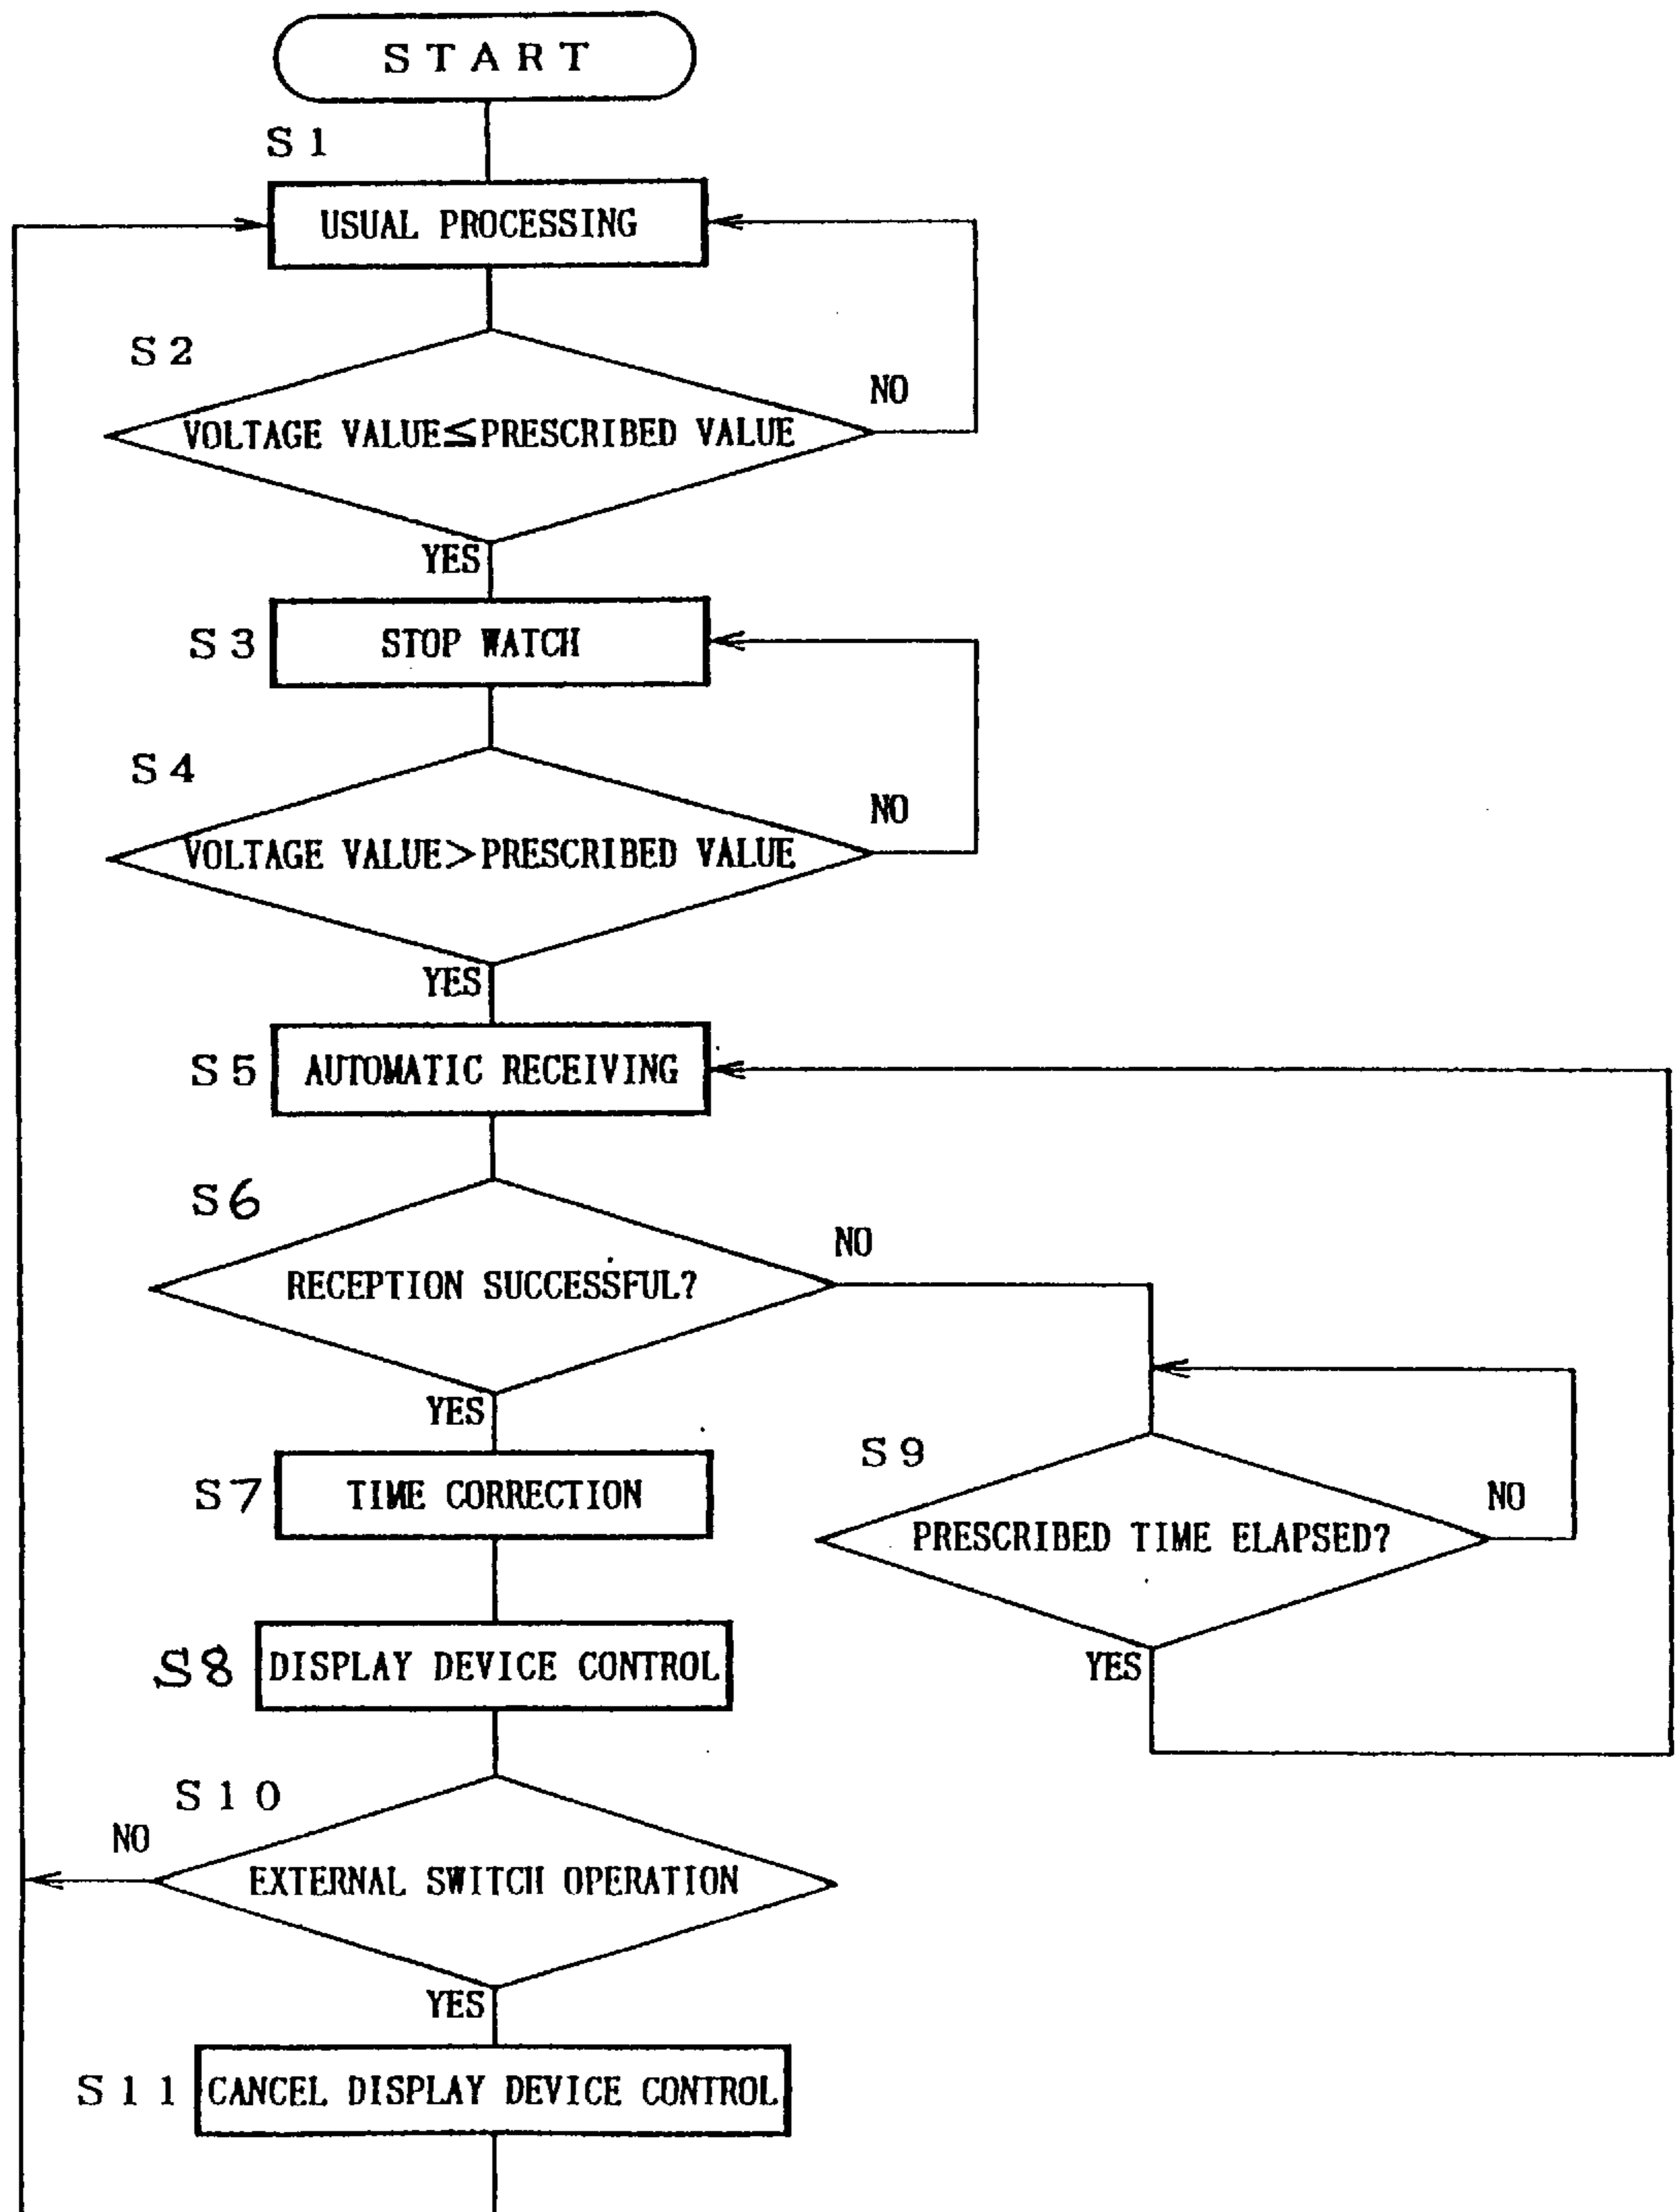 START
S1
USUAL PROCESSING
S2
NO
VOLTAGE VALUE≦PRESCRIBED VALUE
YES
S3
STOP WATCH
S4
NO
VOLTAGE VALUE>PRESCRIBED VALUE
YES
S5
AUTOMATIC RECEIVING
S6
NO
RECEPTION SUCCESSFUL?
YES
S7
TIME CORRECTION
S9
NO
PRESCRIBED TIME ELAPSED?
YES
S8
DISPLAY DEVICE CONTROL
S10
NO
EXTERNAL SWITCH OPERATION
YES
S11
CANCEL DISPLAY DEVICE CONTROL